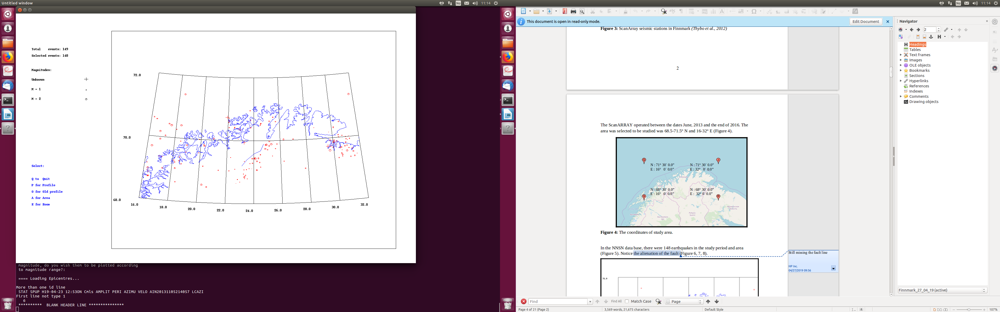 Untitled window
No
11:14
No
11:14
Total events: 149
Selected events: 148
Magnitudes:
Unknown
M = 1
M = 2
Select:
Q to Quit
P for Profile
O for Old profile
A for Area
Z for Zoom
72.0
70.0
68.0
16.0
18.0
20.0
22.0
24.0
26.0
28.0
30.0
32.0
magnitude, do you wish them to be plotted according
to magnitude range?:
==== Loading Epicentres...
More than one id line
STAT SPUP H19-04-23 12:53ON Cmls AMPLIT PERI AZIMU VELO AIN20131105214057 LCAZI
First line not type 1
6
********** BLANK HEADER LINE ***************
This document is open in read-only mode.
Edit Document
Figure 3: ScanArray seismic stations in Finnmark (Thybo et al., 2012)
2
The ScanARRAY operated between the dates June, 2013 and the end of 2016. The
area was selected to be studied was 68.5-71.5° N and 16-32° E (Figure 4).
N : 71° 30` 0.0”
E : 16° 0` 0.0”
N : 71° 30` 0.0”
E : 32° 0` 0.0”
N : 68° 30` 0.0”
E : 16° 0` 0.0”
N : 68° 30` 0.0”
E : 32° 0` 0.0”
Figure 4: The coordinates of study area.
In the NNSN data base, there were 148 earthquakes in the study period and area
(Figure 5). Notice the alienation of the fault (Figure 6, 7, 8).
71.9
Still missing the fault line
HP Inc.
04/27/2019 09:56
Find
Find All
Match Case
Page
Page 4 of 21 (Page 2)
3,569 words, 21,675 characters
Default Style
107%
Navigator
2
Headings
Tables
Text frames
Images
OLE objects
Bookmarks
Sections
Hyperlinks
References
Indexes
Comments
Drawing objects
Finnmark_27_04_19 (active)